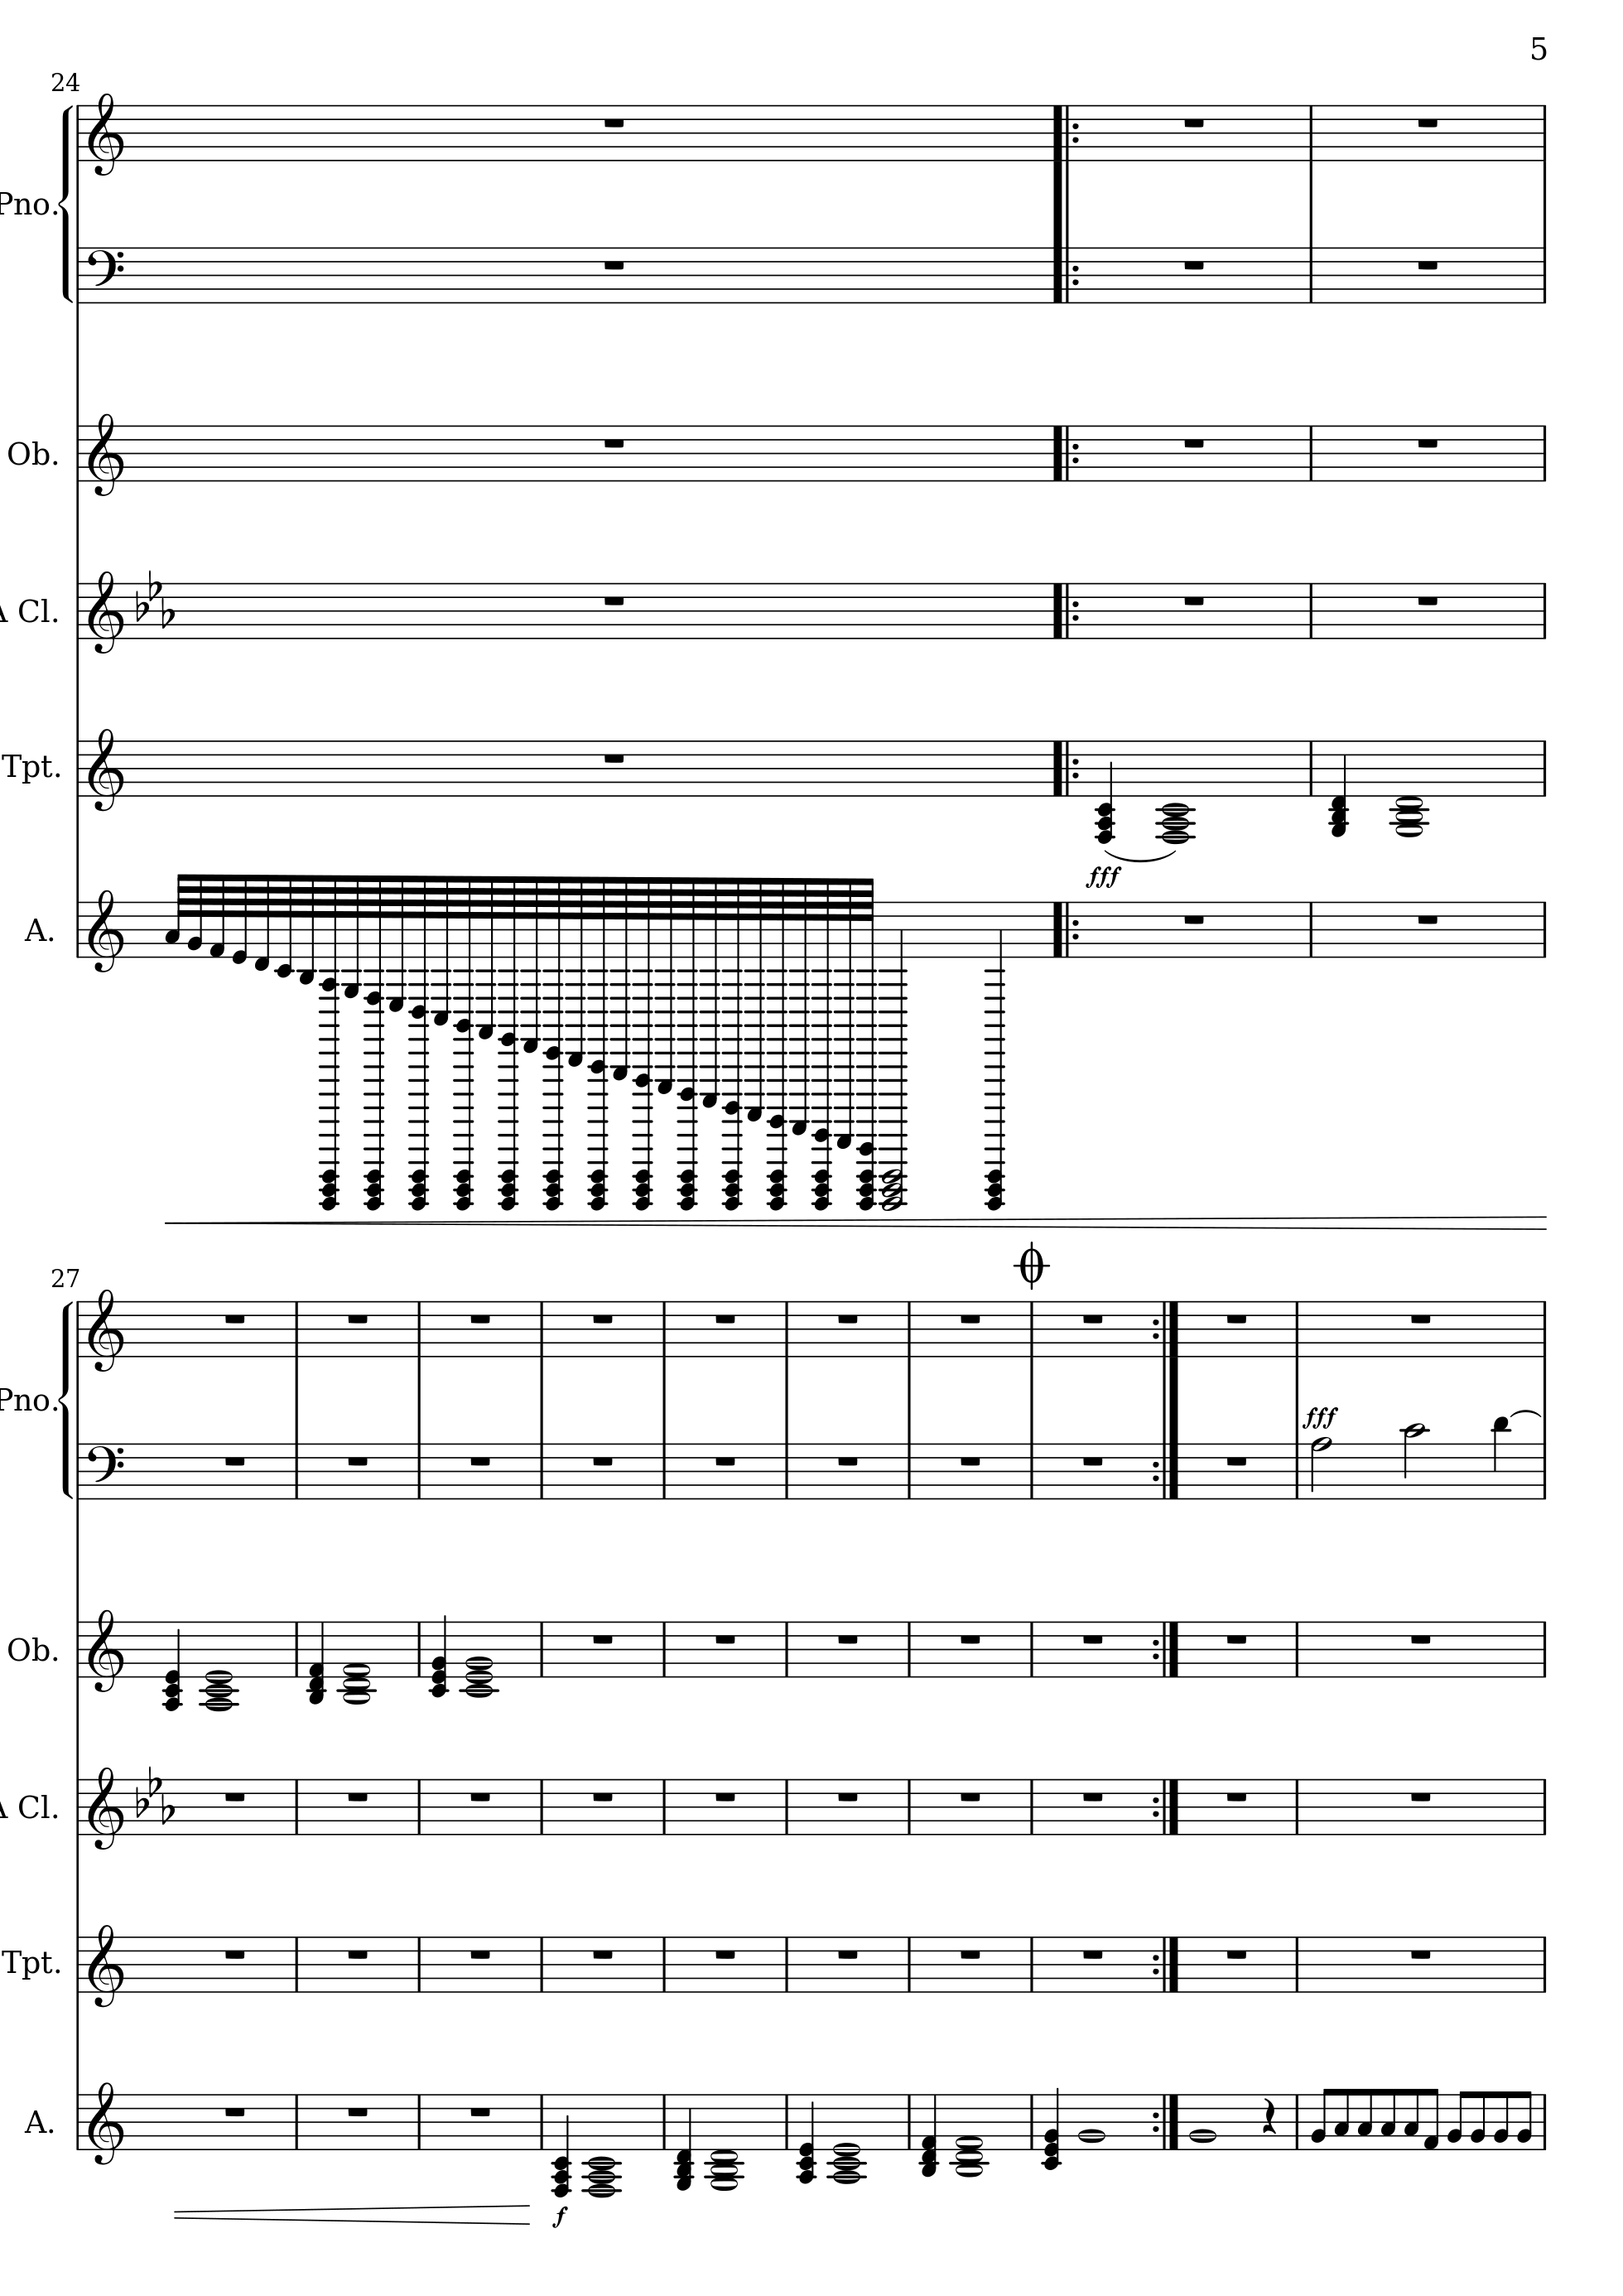 5
24
Pno.
Ob.
A Cl.
Tpt.
fff
A.
27
Pno.
fff
Ob.
A Cl.
Tpt.
A.
f